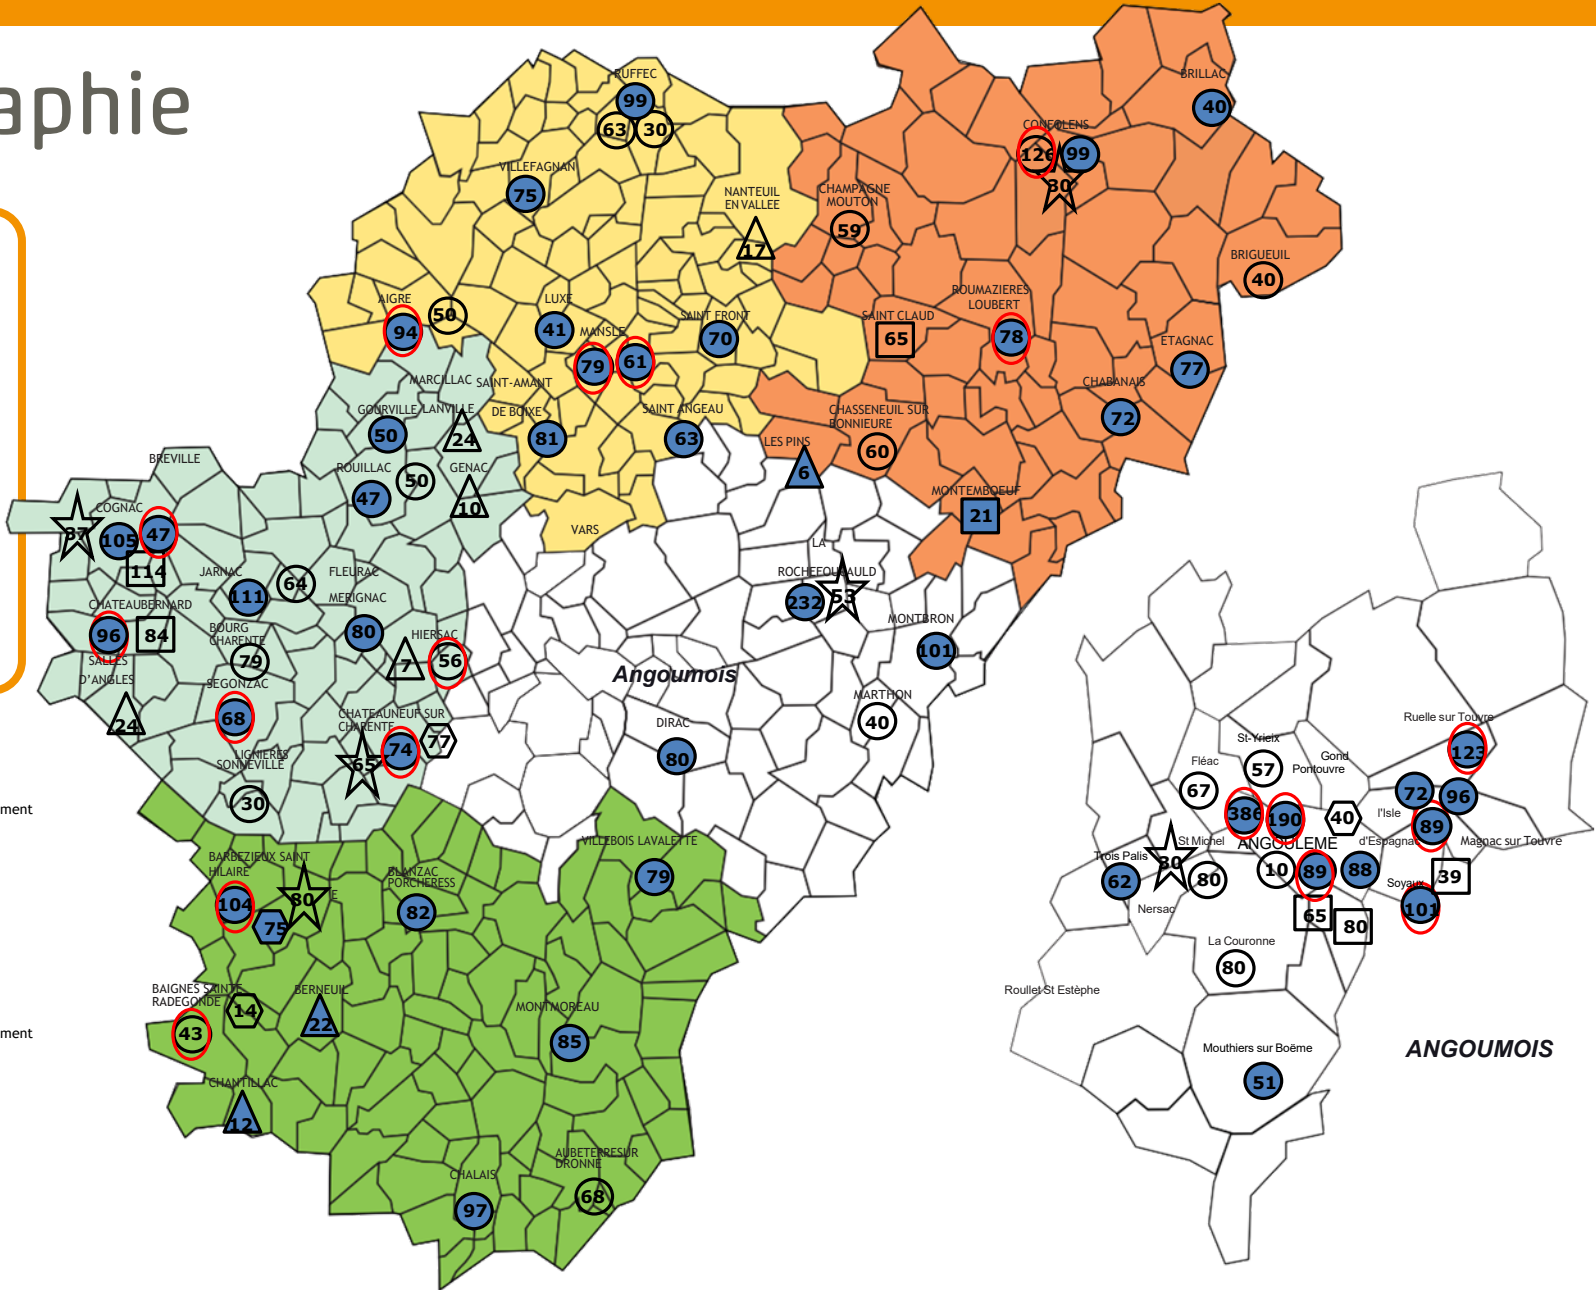 aphie
RUFFEC
99
63
30
VILLEFAGNAN
75
NANTEUIL
EN VALLEE
17
AIGRE
94
50
LUXE
41
MANSLE
79
61
SAINT FRONT
70
SAINT-AMANT
DE BOIXE
81
SAINT ANGEAU
63
VARS
BRILLAC
40
CONFOLENS
126
99
30
CHAMPAGNE
MOUTON
59
BRIGUEUIL
40
ROUMAZIERES
LOUBERT
78
SAINT CLAUD
65
ETAGNAC
77
CHABANAIS
72
CHASSENEUIL SUR
BONNIEURE
60
LES PINS
6
MONTEMBOEUF
21
MARCILLAC
LANVILLE
24
GOURVILLE
50
ROUILLAC
47
50
GENAC
10
BREVILLE
COGNAC
37
105
47
114
JARNAC
111
64
FLEURAC
MERIGNAC
80
CHATEAUBERNARD
96
84
BOURG
CHARENTE
79
HIERSAC
7
56
SALLES
D'ANGLES
24
SEGONZAC
68
CHATEAUNEUF SUR
CHARENTE
65
74
77
LIGNIERES
SONNEVILLE
30
LA
ROCHEFOUCAULD
232
53
MONTBRON
101
Angoumois
MARTHON
40
DIRAC
80
BARBEZIEUX SAINT
HILAIRE
104
75
80
E
BLANZAC
PORCHERESS
82
VILLEBOIS LAVALETTE
79
BAIGNES SAINTE
RADEGONDE
43
14
BERNEUIL
22
MONTMOREAU
85
CHANTILLAC
12
CHALAIS
97
AUBETERRESUR
DRONNE
68
ment
ment
Ruelle sur Touvre
123
St-Yrieix
57
Gond
Pontouvre
Fléac
67
386
190
40
72
96
l'Isle
d'Espagnac
89
Magnac sur Touvre
St Michel
30
80
ANGOULEME
10
89
88
Trois Palis
62
Soyaux
39
101
Nersac
65
80
La Couronne
80
Roullet St Estèphe
Mouthiers sur Boëme
51
ANGOUMOIS